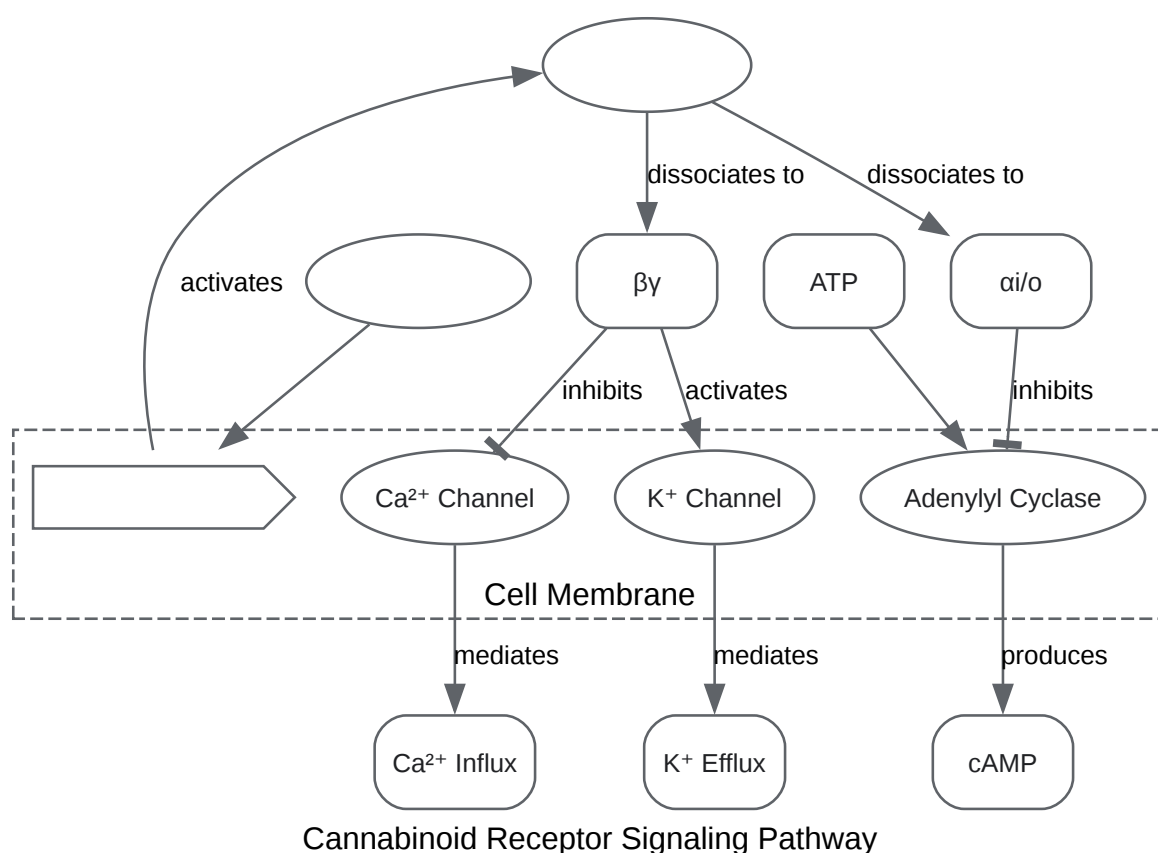 dissociates to
dissociates to
activates
βγ
ATP
αi/o
inhibits
activates
inhibits
Ca²⁺ Channel
K⁺ Channel
Adenylyl Cyclase
Cell Membrane
mediates
mediates
produces
Ca²⁺ Influx
K⁺ Efflux
cAMP
Cannabinoid Receptor Signaling Pathway